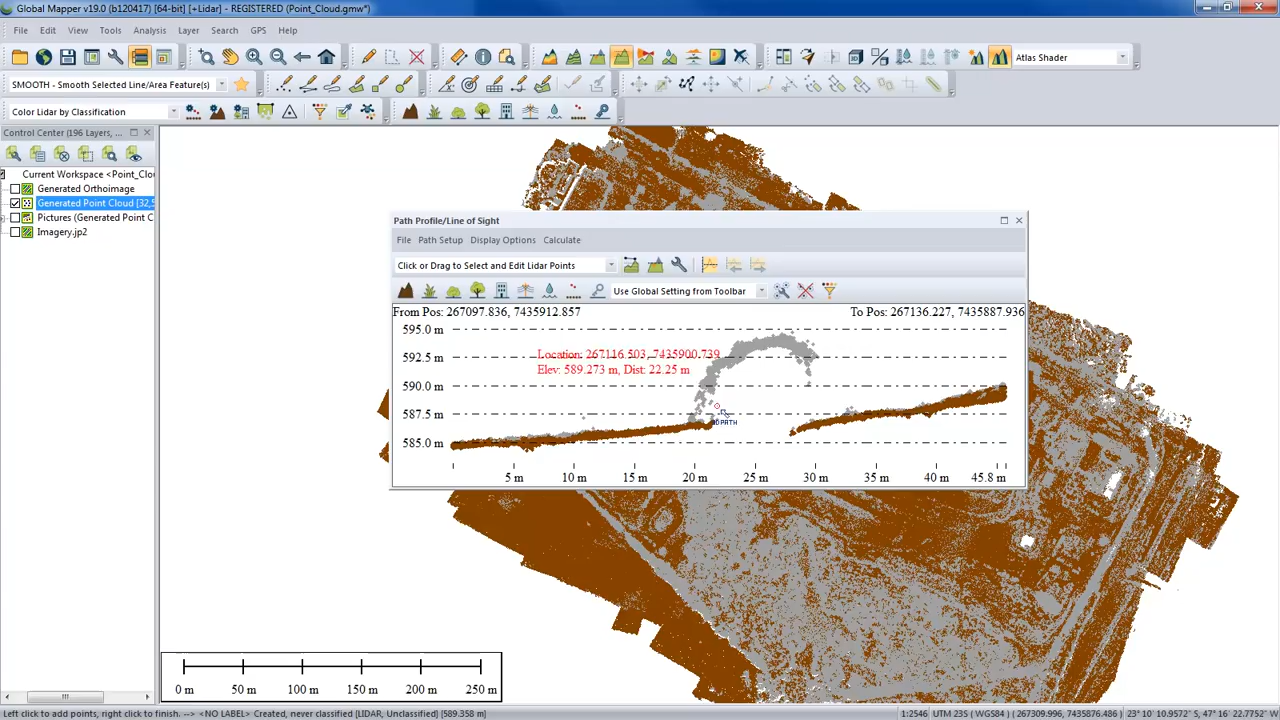 Global Mapper v19.0 (b120417) [64-bit] [+Lidar] - REGISTERED (Point_Cloud.gmw*)
File Edit View Tools Analysis Layer Search GPS Help
Atlas Shader
SMOOTH - Smooth Selected Line/Area Feature(s)
Color Lidar by Classification
Control Center (196 Layers, ...
Current Workspace <Point_Clo
Generated Orthoimage
Generated Point Cloud [32,5
Pictures (Generated Point C
Imagery.jp2
Path Profile/Line of Sight
File Path Setup Display Options Calculate
Click or Drag to Select and Edit Lidar Points
Use Global Setting from Toolbar
From Pos: 267097.836, 7435912.857 To Pos: 267136.227, 7435887.936
595.0 m
592.5 m
590.0 m
587.5 m
585.0 m
Location: 267116.503, 7435900.739
Elev: 589.273 m, Dist: 22.25 m
5 m 10 m 15 m 20 m 25 m 30 m 35 m 40 m 45.8 m
0 m 50 m 100 m 150 m 200 m 250 m
Left click to add points, right click to finish. --> <NO LABEL> Created, never classified [LIDAR, Unclassified] [589.358 m] 1:2546 UTM 23S (WGS84) (267309.996, 7435876.486) 23° 10' 10.9572" S, 47° 16' 22.7752"